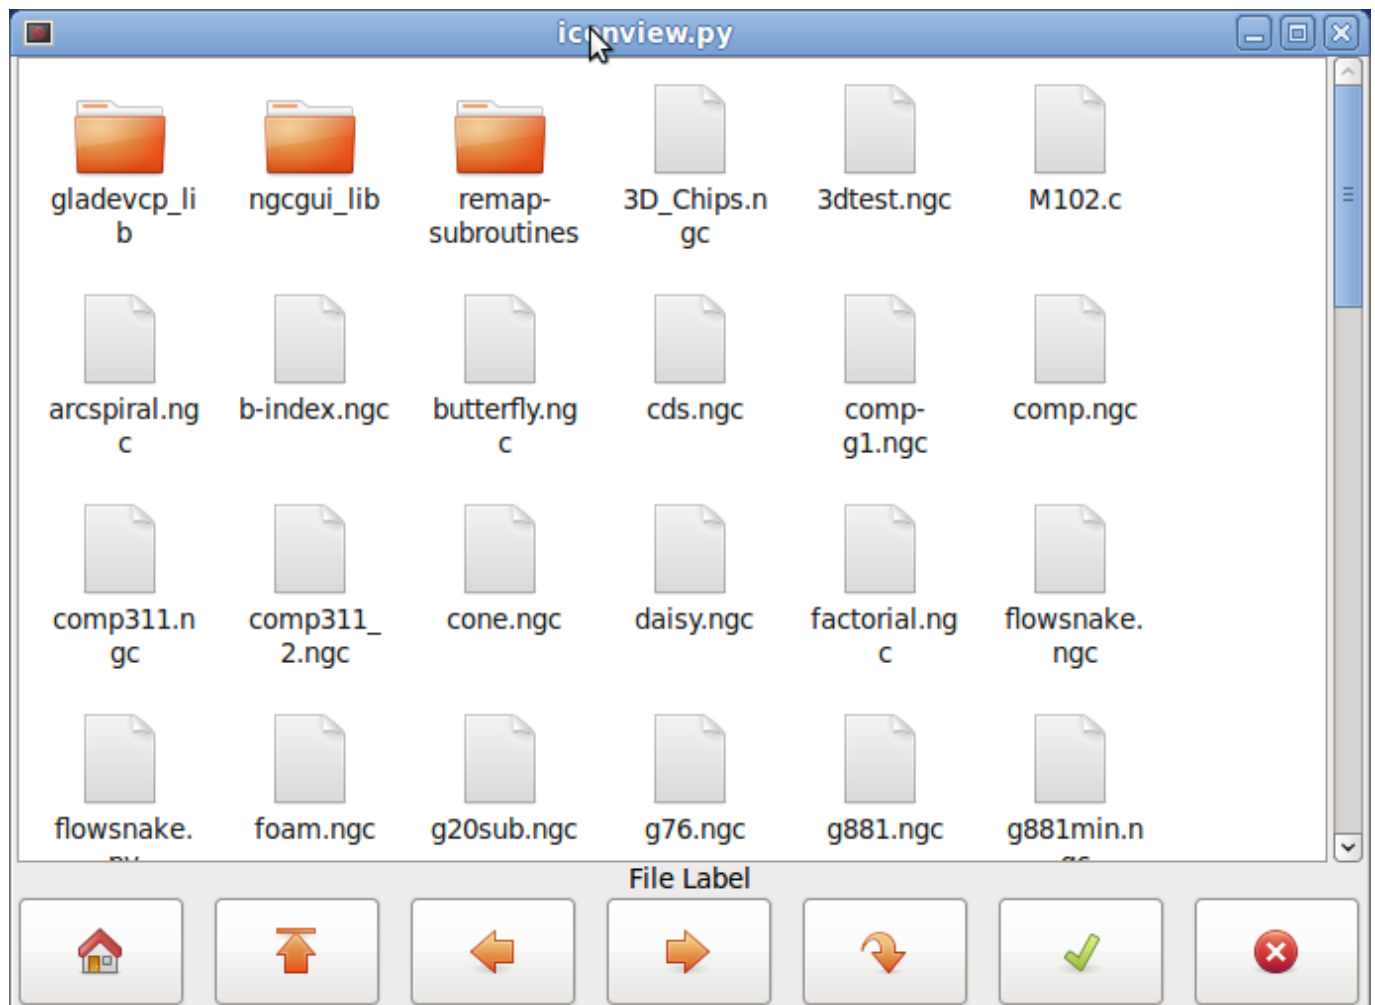 iconview.py
gladevcp_li
b
ngcgui_lib
remap-
subroutines
3D_Chips.n
gc
3dtest.ngc
M102.c
arcspiral.ng
c
b-index.ngc
butterfly.ng
c
cds.ngc
comp-
g1.ngc
comp.ngc
comp311.n
gc
comp311_
2.ngc
cone.ngc
daisy.ngc
factorial.ng
c
flowsnake.
ngc
flowsnake.
foam.ngc
g20sub.ngc
g76.ngc
g881.ngc
g881min.n
File Label